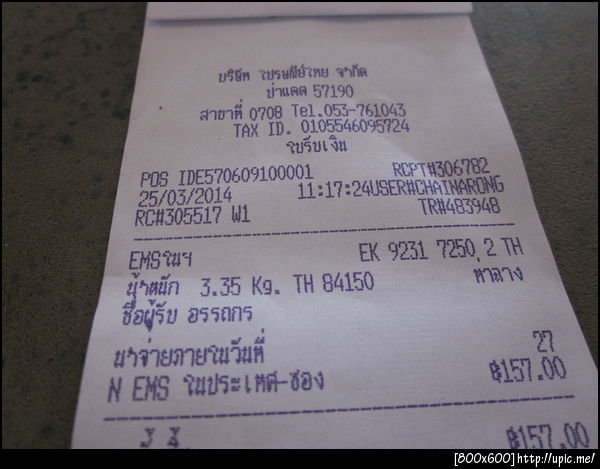 บริษัท ไปรษณีย์ไทย จำกัด
ป่าแดด 57190
สาขาที่ 0708 Tel.053-761043
TAX ID. 0105546095724
ใบรับเงิน
POS IDE570609100001 RCPT#306782
25/03/2014 11:17:24USER#CHAINARONG
RC#305517 W1 TR#483948
EMSในฯ EK 9231 7250 2 TH
น้ำหนัก 3.35 Kg. TH 84150 ท่าฉาง
ชื่อผู้รับ อรรถกร
นำจ่ายภายในวันที่ 27
N EMS ในประเทศ-ซอง ฿157.00
฿157.00
[800x600]http://upic.me/